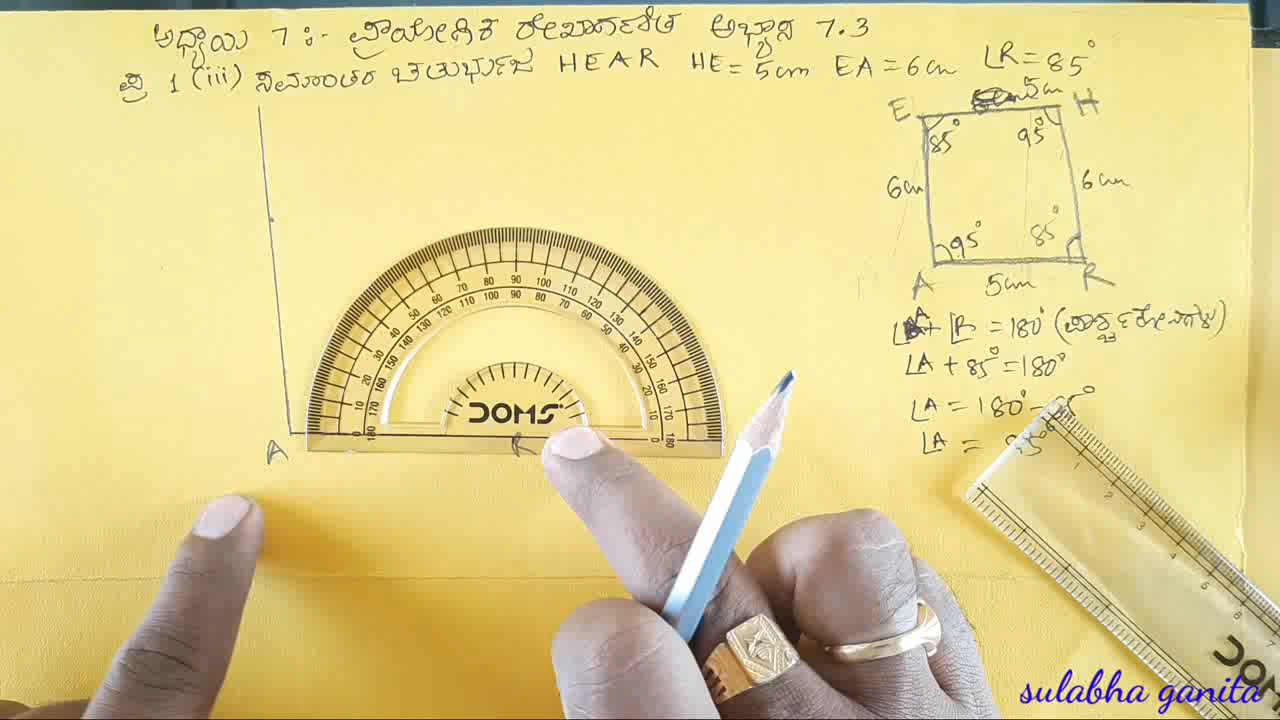 ಅಧ್ಯಾಯ 7 :- ಪ್ರಾಯೋಗಿಕ ರೇಖಾಗಣಿತ ಅಭ್ಯಾಸ 7.3
ಪ್ರ 1 (iii) ಸಮಾಂತರ ಚತುರ್ಭುಜ HEAR HE = 5cm EA = 6cm ∠R = 85°
5cm
E H
85° 95°
6cm 6cm
95° 85°
A R
5cm
∠A + ∠R = 180°
∠A + 85° = 180°
∠A = 180° -
∠A = 95°
A R
DOMS
sulabha ganita